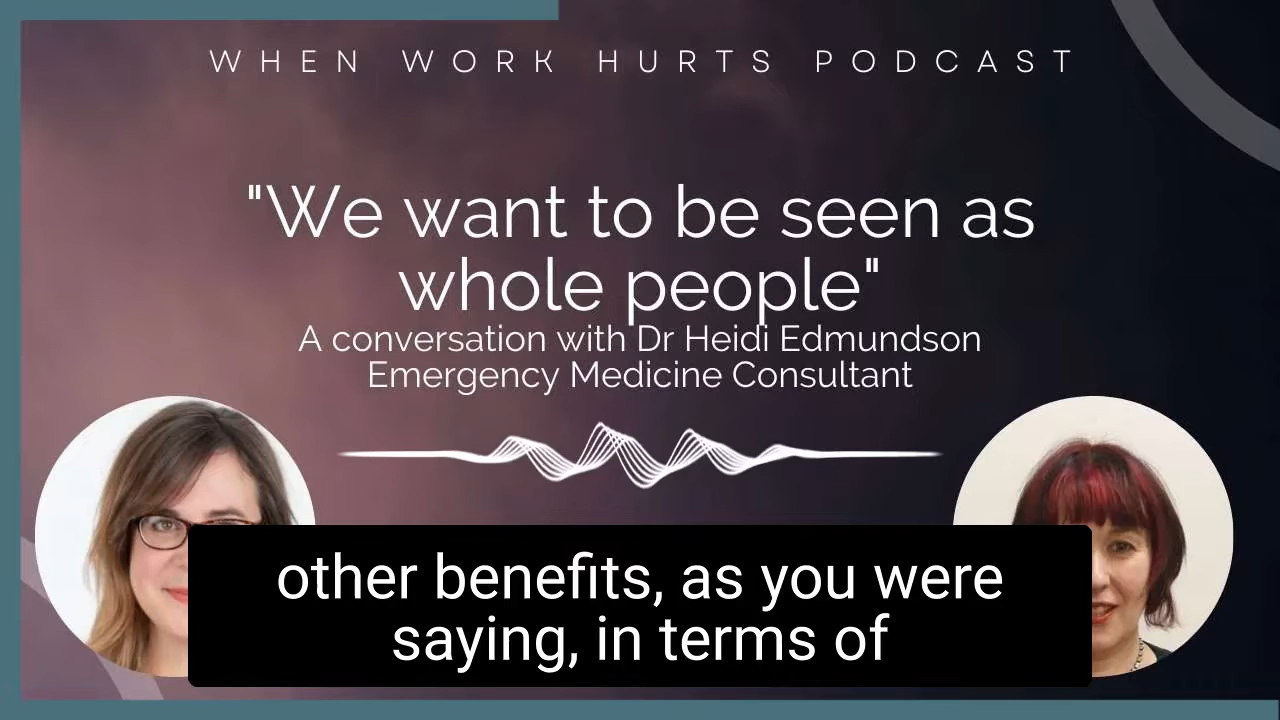 WHEN WORK HURTS PODCAST
"We want to be seen as
whole people"
A conversation with Dr Heidi Edmundson
Emergency Medicine Consultant
other benefits, as you were
saying, in terms of